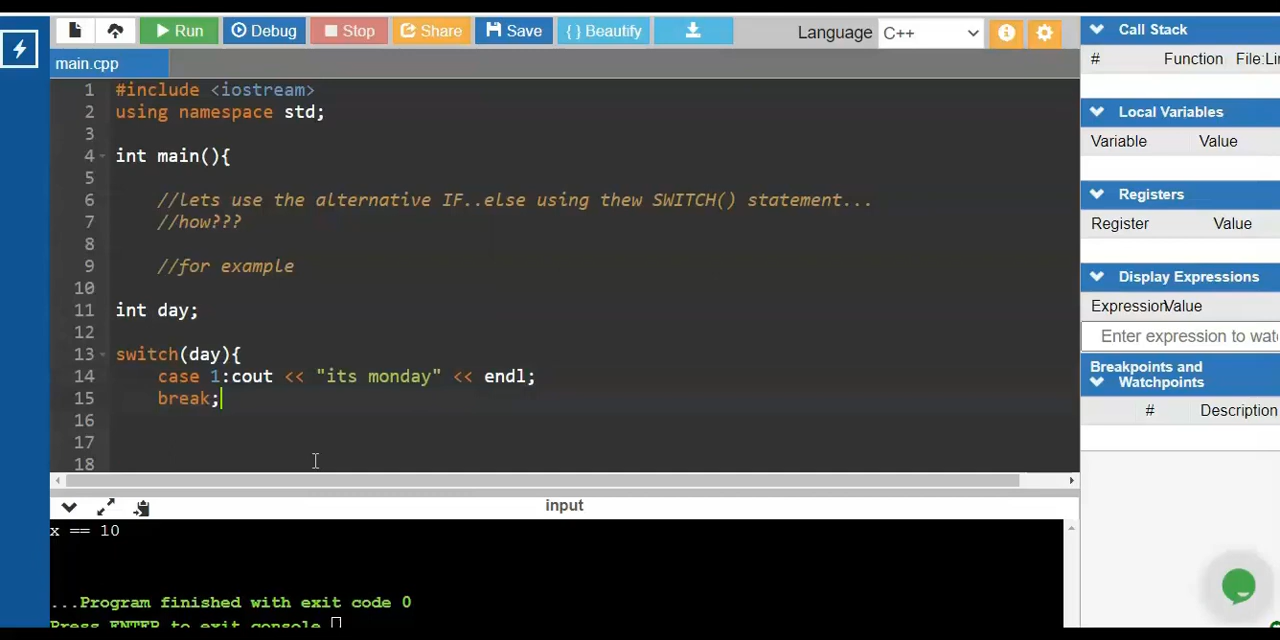 Run Debug Stop Share Save { } Beautify Language C++
main.cpp
1 #include <iostream>
2 using namespace std;
3
4 int main(){
5
6 //lets use the alternative IF..else using thew SWITCH() statement...
7 //how???
8
9 //for example
10
11 int day;
12
13 switch(day){
14 case 1:cout << "its monday" << endl;
15 break;
16
17
18
input
x == 10
...Program finished with exit code 0
Press ENTER to exit console.
Call Stack
# Function File:Li
Local Variables
Variable Value
Registers
Register Value
Display Expressions
Expression Value
Enter expression to wat
Breakpoints and
Watchpoints
# Description